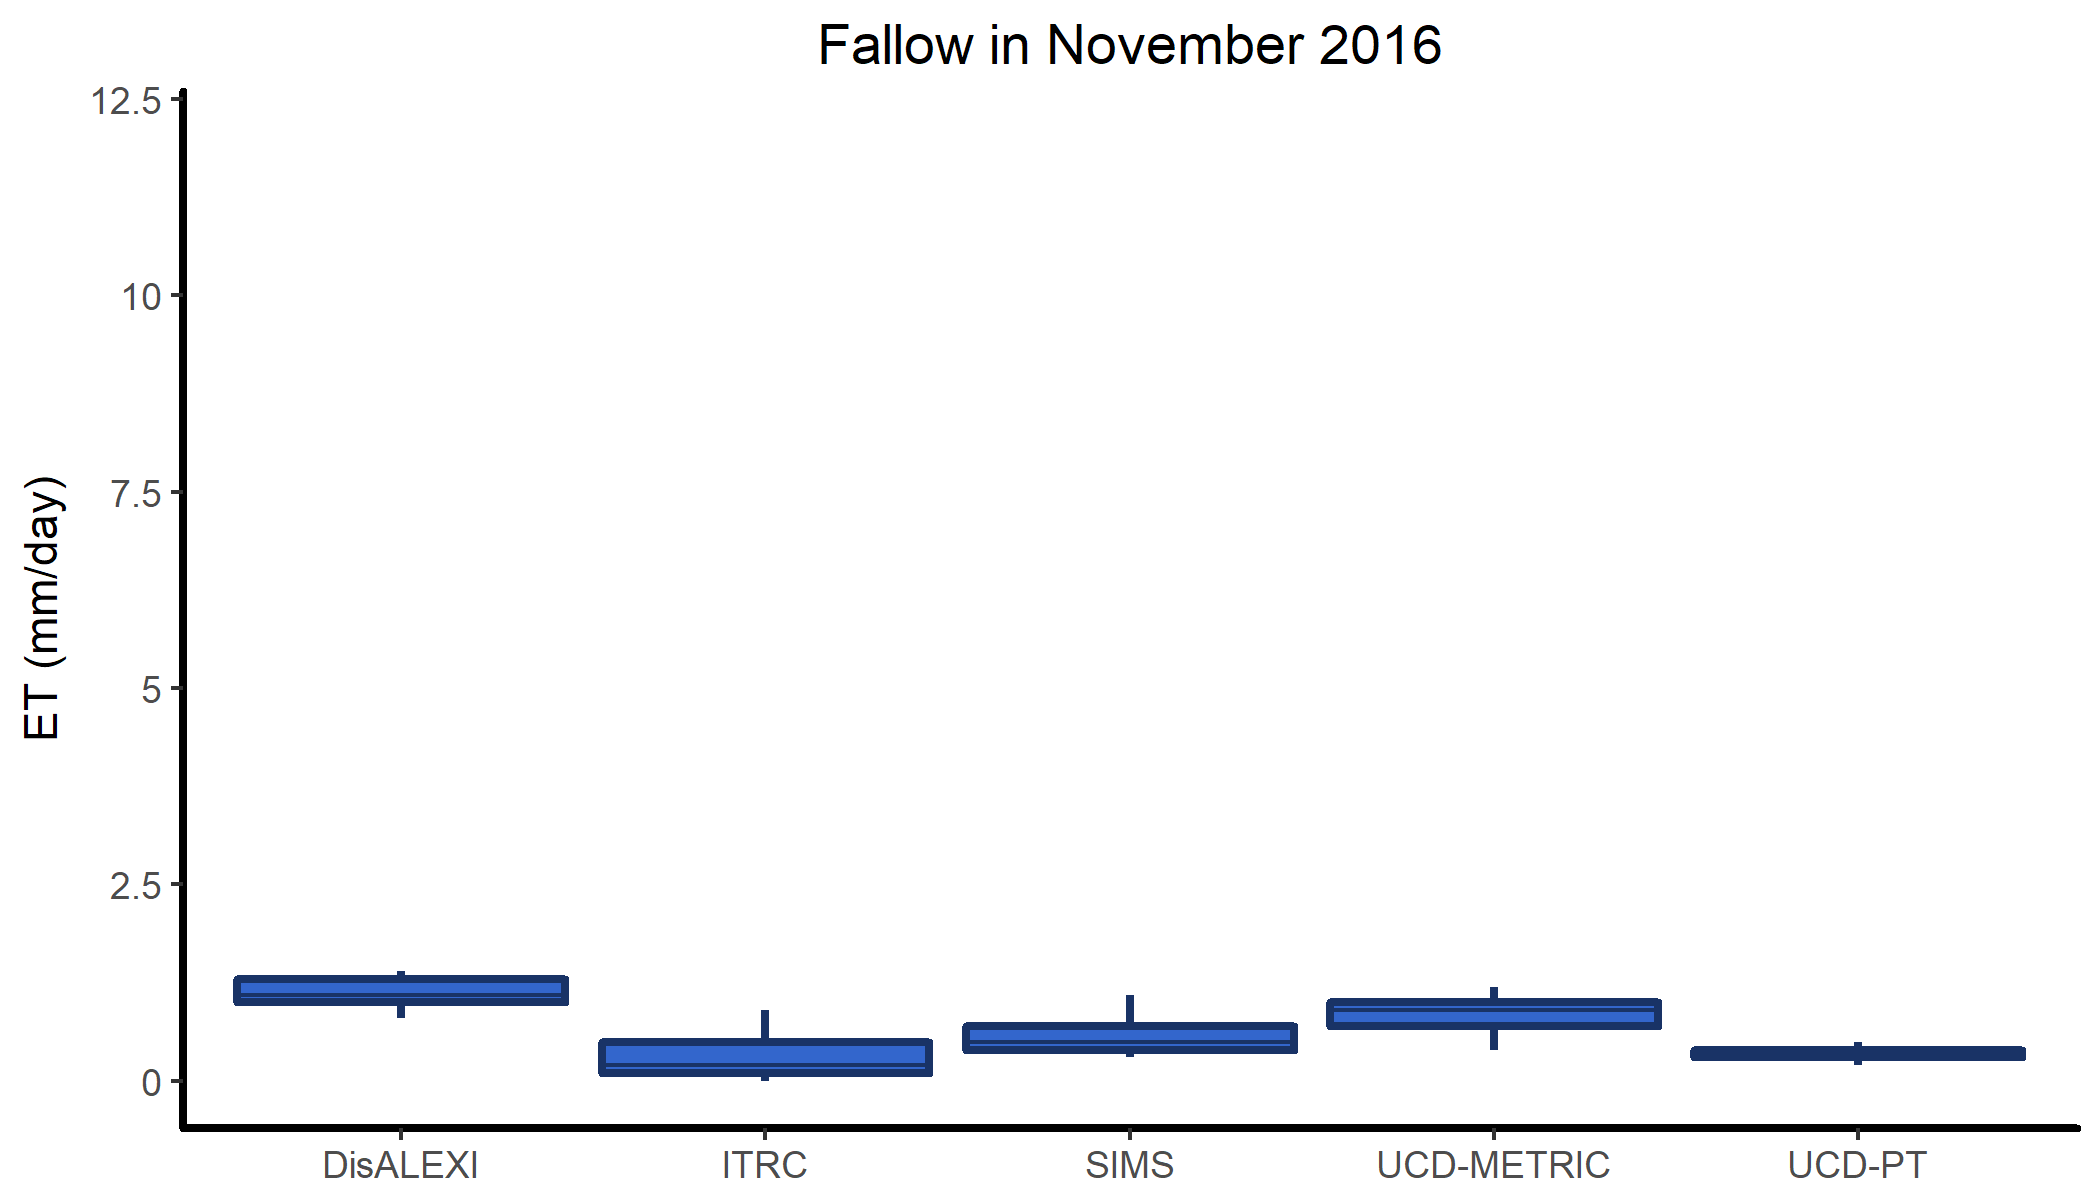 Fallow in November 2016
12.5
10
7.5
5
2.5
0
ET (mm/day)
DisALEXI ITRC SIMS UCD-METRIC UCD-PT